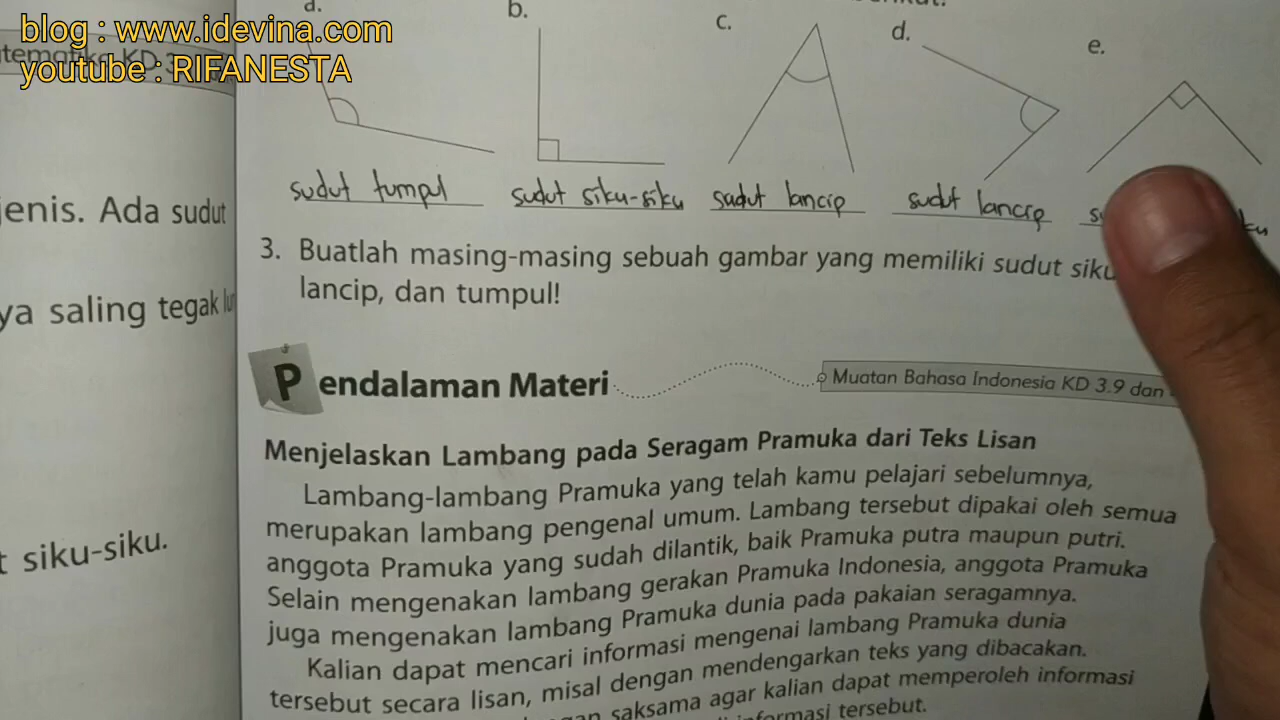 blog : www.idevina.com
youtube : RIFANESTA
KD 3.
jenis. Ada sudut
ya saling tegak
siku-siku.
a. b. c. d. e.
sudut tumpul sudut siku-siku sudut lancip sudut lancip
3. Buatlah masing-masing sebuah gambar yang memiliki sudut siku
lancip, dan tumpul!
Pendalaman Materi
Muatan Bahasa Indonesia KD 3.9 dan
Menjelaskan Lambang pada Seragam Pramuka dari Teks Lisan
Lambang-lambang Pramuka yang telah kamu pelajari sebelumnya,
merupakan lambang pengenal umum. Lambang tersebut dipakai oleh semua
anggota Pramuka yang sudah dilantik, baik Pramuka putra maupun putri.
Selain mengenakan lambang gerakan Pramuka Indonesia, anggota Pramuka
juga mengenakan lambang Pramuka dunia pada pakaian seragamnya.
Kalian dapat mencari informasi mengenai lambang Pramuka dunia
tersebut secara lisan, misal dengan mendengarkan teks yang dibacakan.
saksama agar kalian dapat memperoleh informasi
informasi tersebut.